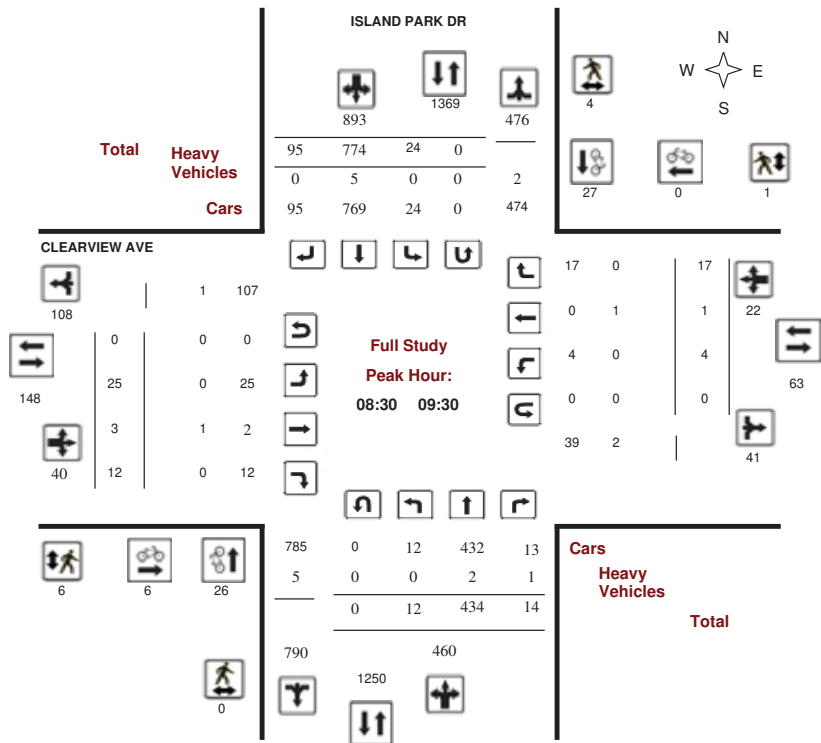 ISLAND PARK DR
N
W E
S
1369
4
893 476
Total Heavy Vehicles
95 774 24 0
27 0 1
0 5 0 0 2
Cars 95 769 24 0 474
CLEARVIEW AVE
17 0 17
1 107
108
0 1 1 22
0 0 0
Full Study
Peak Hour:
08:30 09:30
4 0 4
148
25 0 25
63
0 0 0
3 1 2
39 2
41
40 12 0 12
785 0 12 432 13 Cars
5 0 0 2 1 Heavy Vehicles
6 6 26
0 12 434 14 Total
790 460
1250
0